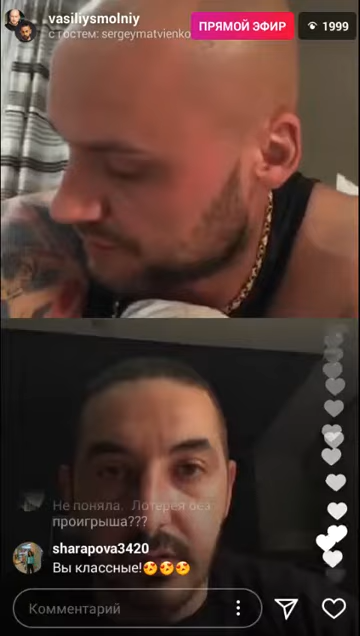 vasiliysmolniy
с гостем: sergeymatvienko
ПРЯМОЙ ЭФИР
1999
Не поняла. Лотерея без
проигрыша???
sharapova3420
Вы классные!🥰🥰🥰
Комментарий